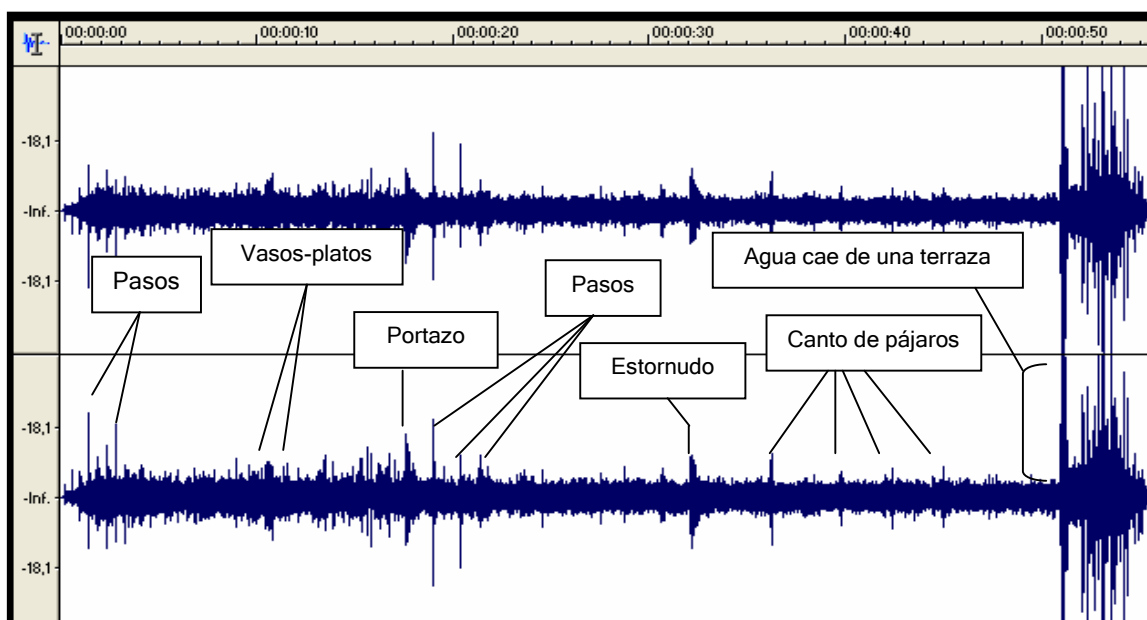 00:00:00 00:00:10 00:00:20 00:00:30 00:00:40 00:00:50
-18,1
-Inf.
-18,1
Vasos-platos
Agua cae de una terraza
Pasos
Pasos
Portazo
Canto de pájaros
Estornudo
-18,1
-Inf.
-18,1